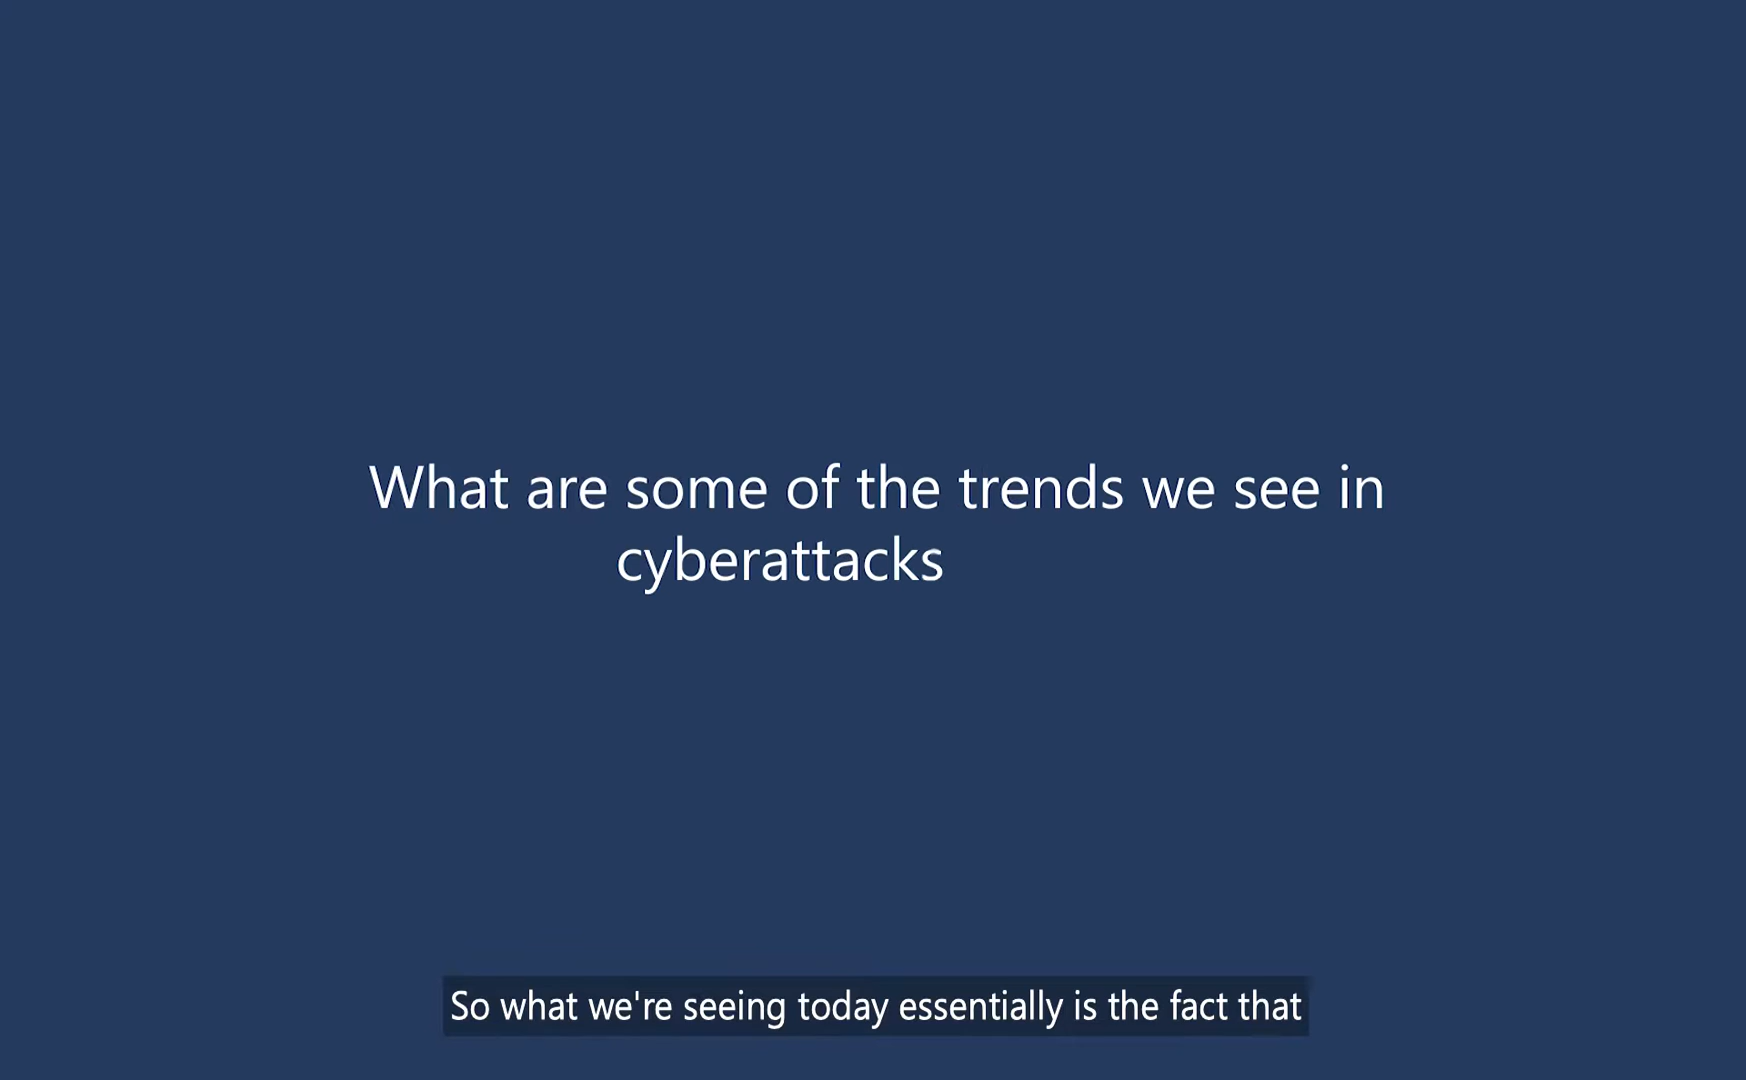 What are some of the trends we see in
cyberattacks
So what we're seeing today essentially is the fact that